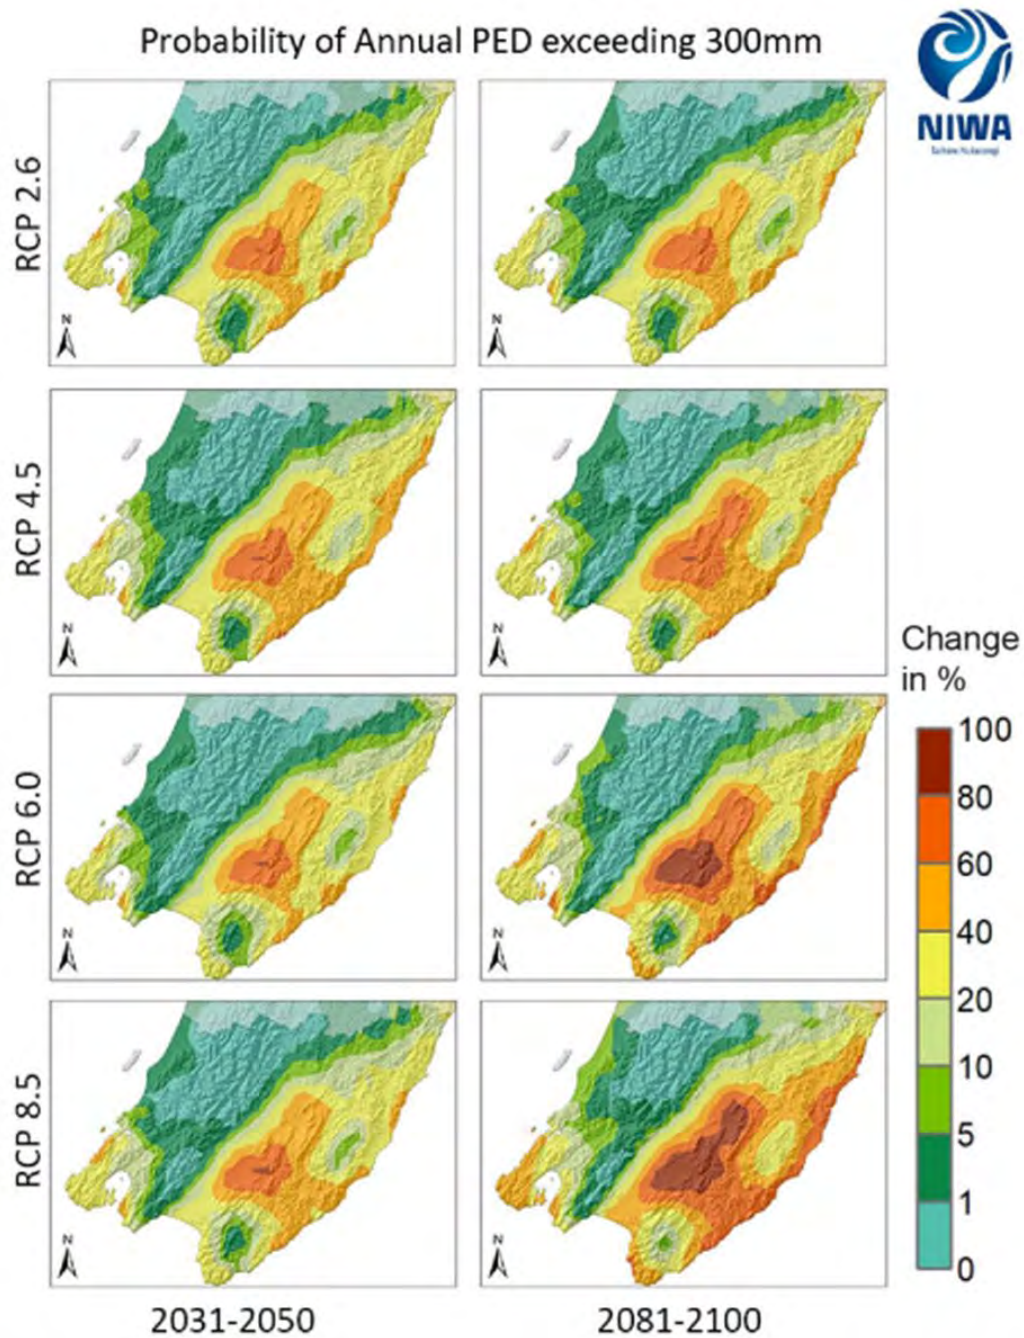 Probability of Annual PED exceeding 300mm
NIWA
RCP 2.6
N
N
RCP 4.5
N
N
Change
in %
RCP 6.0
N
N
100
80
60
40
20
10
5
1
0
RCP 8.5
N
N
2031-2050
2081-2100